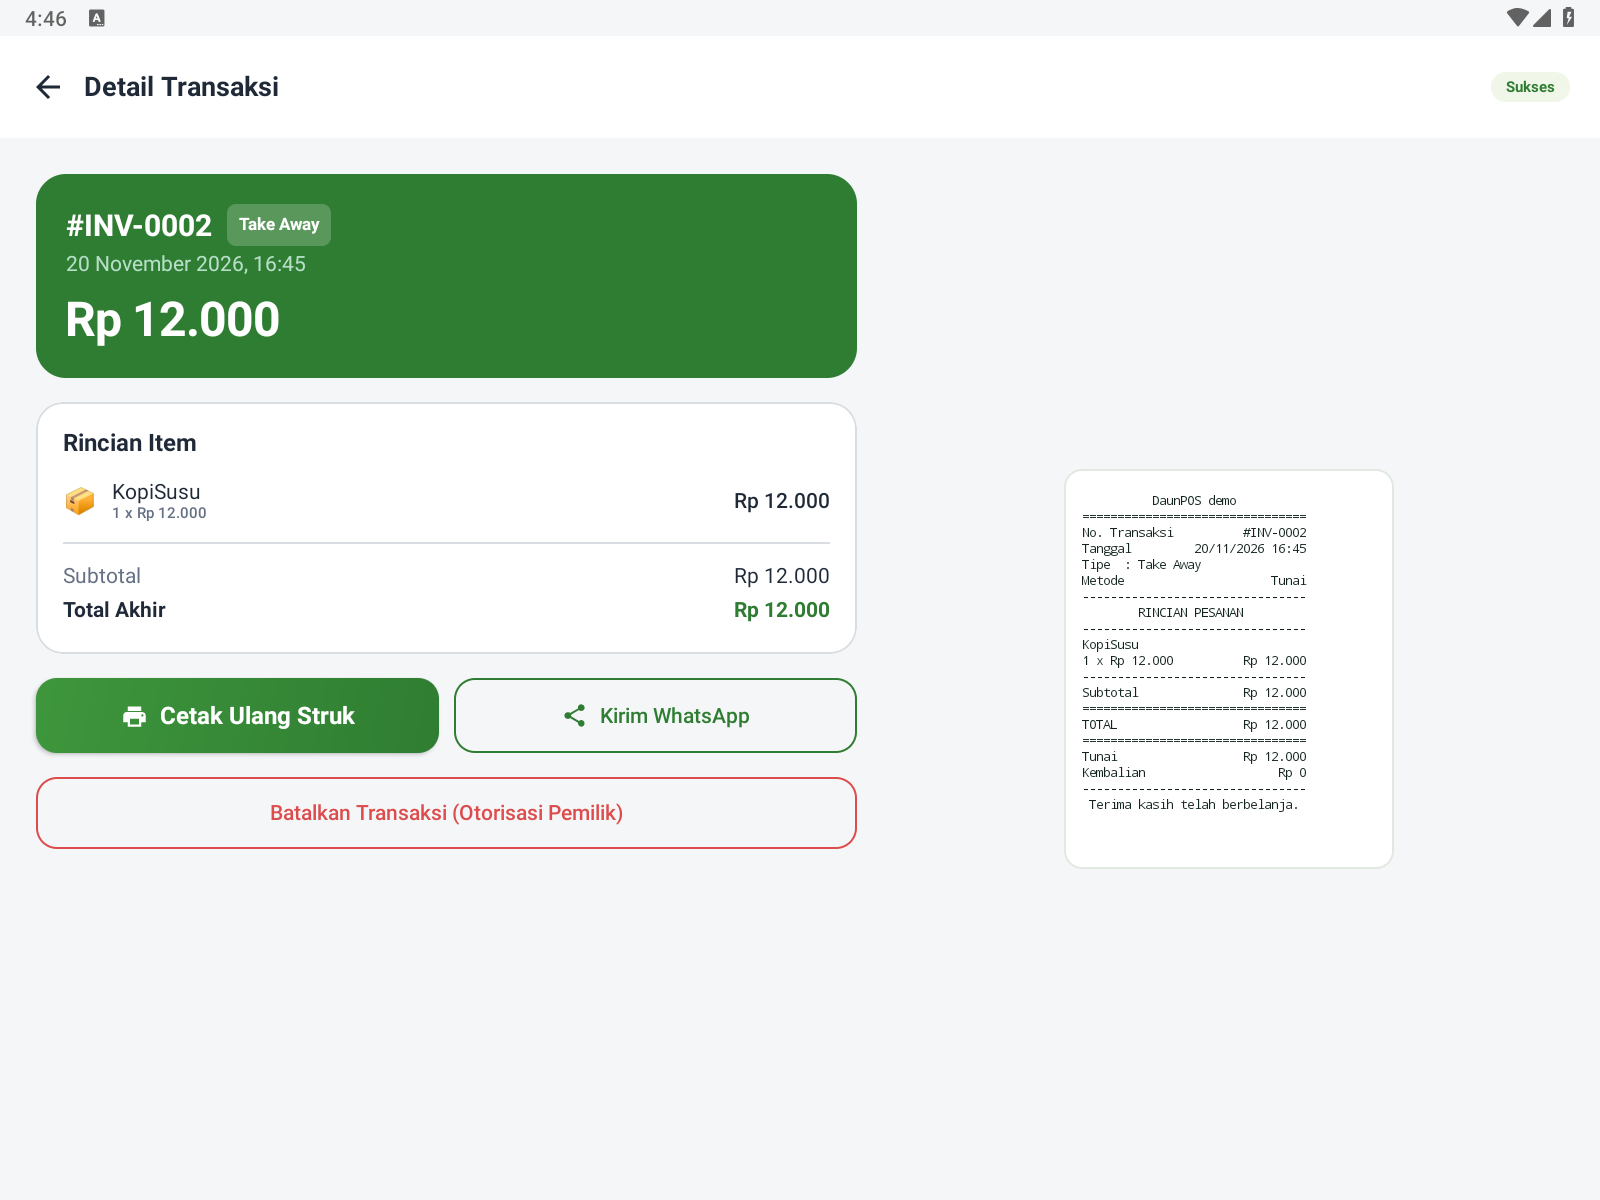 4:46
Detail Transaksi
Sukses
#INV-0002 Take Away
20 November 2026, 16:45
Rp 12.000
Rincian Item
KopiSusu
1 x Rp 12.000
Rp 12.000
Subtotal Rp 12.000
Total Akhir Rp 12.000
Cetak Ulang Struk
Kirim WhatsApp
Batalkan Transaksi (Otorisasi Pemilik)
DaunPOS demo
================================
No. Transaksi #INV-0002
Tanggal 20/11/2026 16:45
Tipe : Take Away
Metode Tunai
--------------------------------
RINCIAN PESANAN
--------------------------------
KopiSusu
1 x Rp 12.000 Rp 12.000
--------------------------------
Subtotal Rp 12.000
================================
TOTAL Rp 12.000
================================
Tunai Rp 12.000
Kembalian Rp 0
--------------------------------
Terima kasih telah berbelanja.